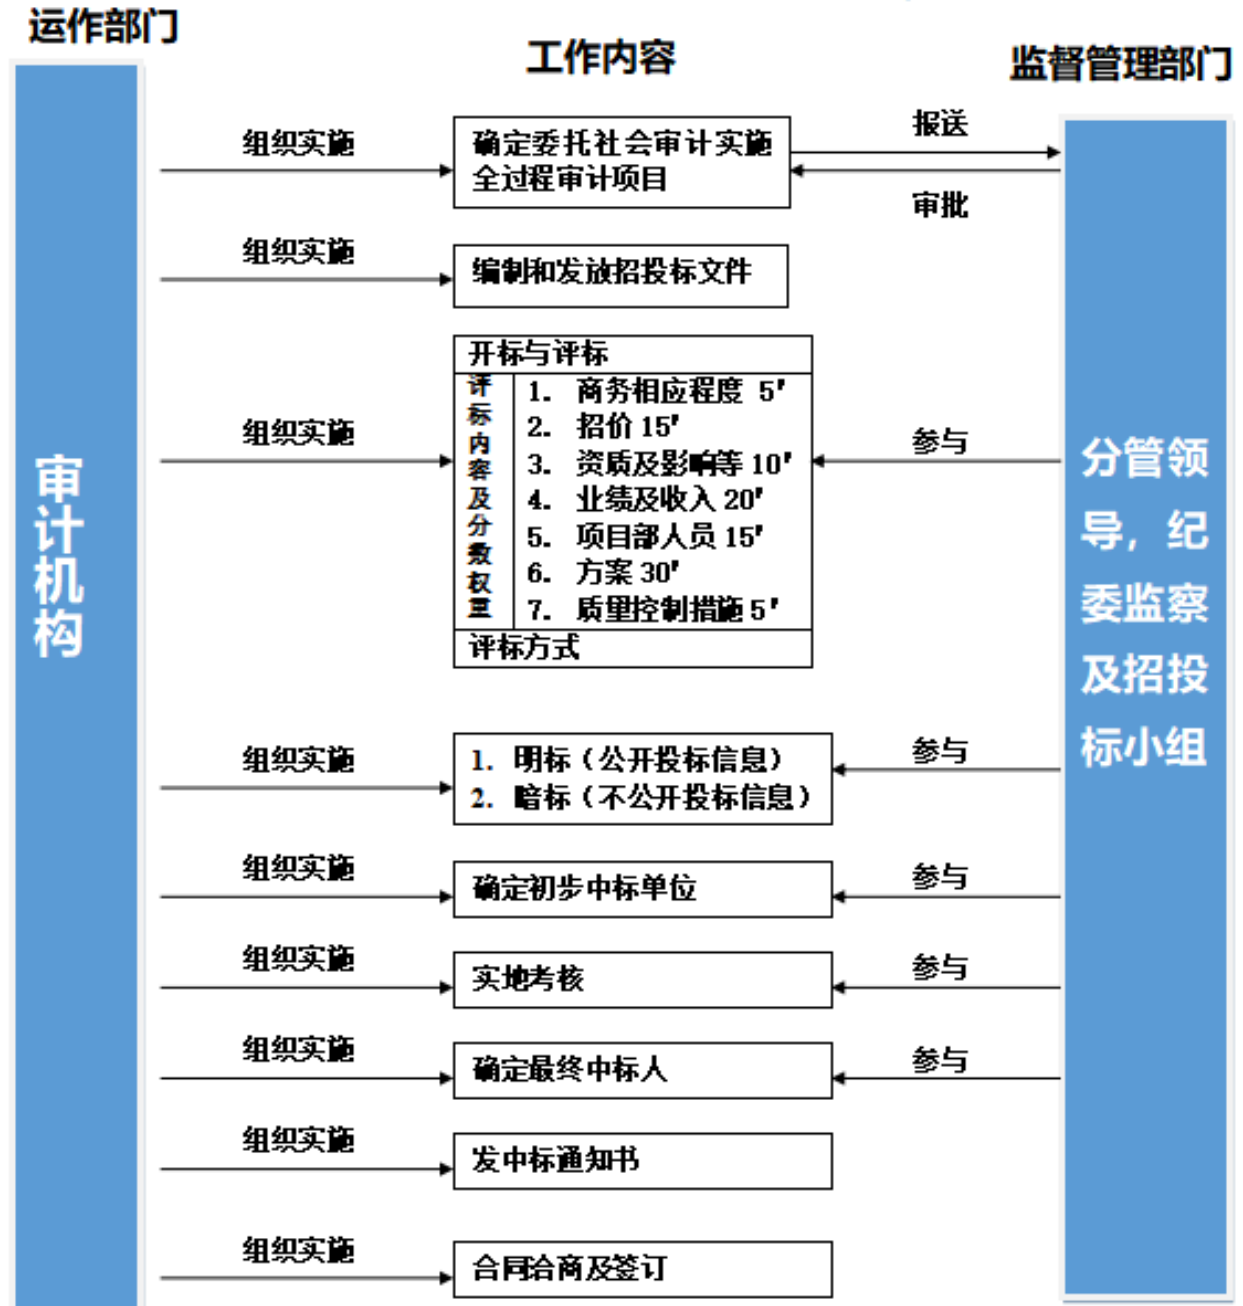 运作部门
工作内容
监督管理部门
组织实施
确定委托社会审计实施
全过程审计项目
报送
审批
组织实施
编制和发放招投标文件
开标与评标
组织实施
评标内容及分数权重
1. 商务相应程度 5'
2. 招价 15'
3. 资质及影响等 10'
4. 业绩及收入 20'
5. 项目部人员 15'
6. 方案 30'
7. 质里控制措施 5'
评标方式
参与
审计机构
分管领
导，纪
委监察
及招投
标小组
组织实施
1. 明标（公开投标信息）
2. 暗标（不公开投标信息）
参与
组织实施
确定初步中标单位
参与
组织实施
实地考核
参与
组织实施
确定最终中标人
参与
组织实施
发中标通知书
组织实施
合同洽商及签订